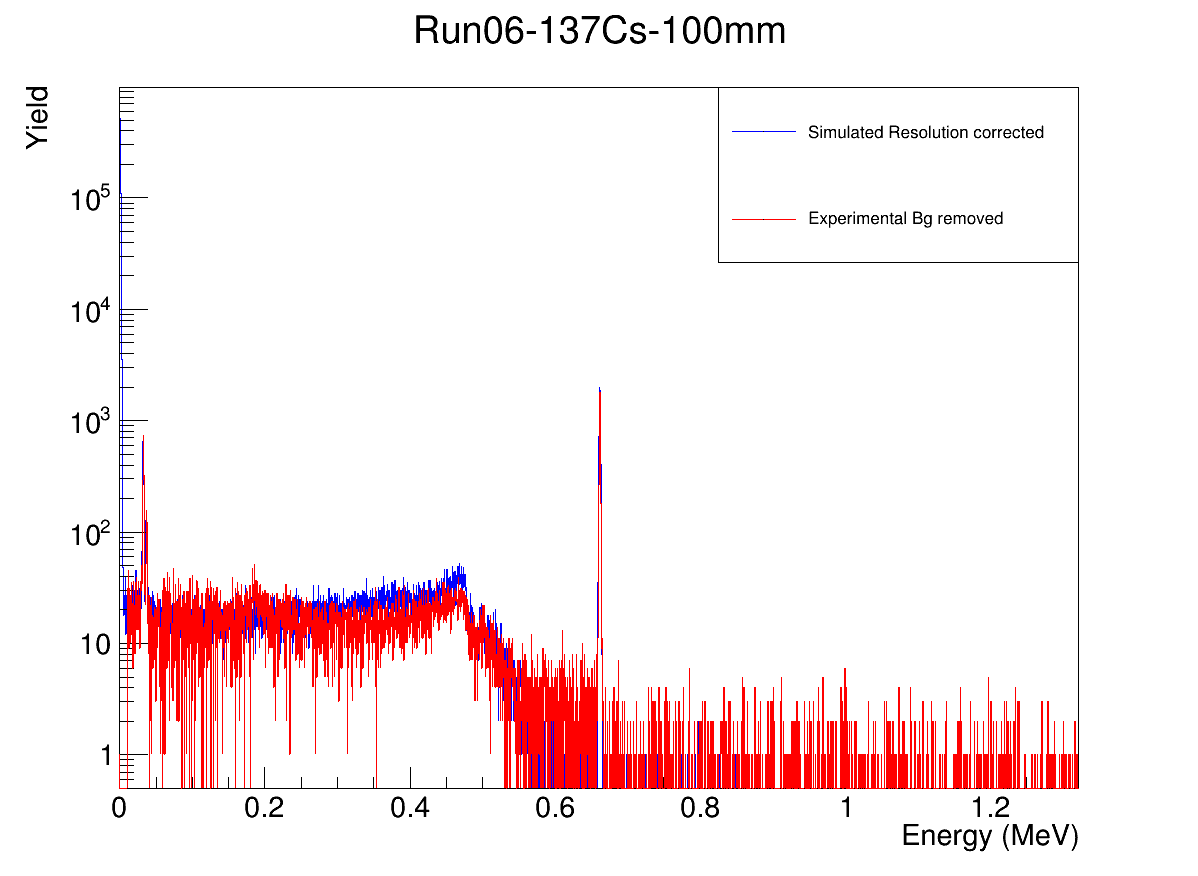 Run06-137Cs-100mm
Yield
Simulated Resolution corrected
Experimental Bg removed
10^5
10^4
10^3
10^2
10
1
0 0.2 0.4 0.6 0.8 1 1.2
Energy (MeV)